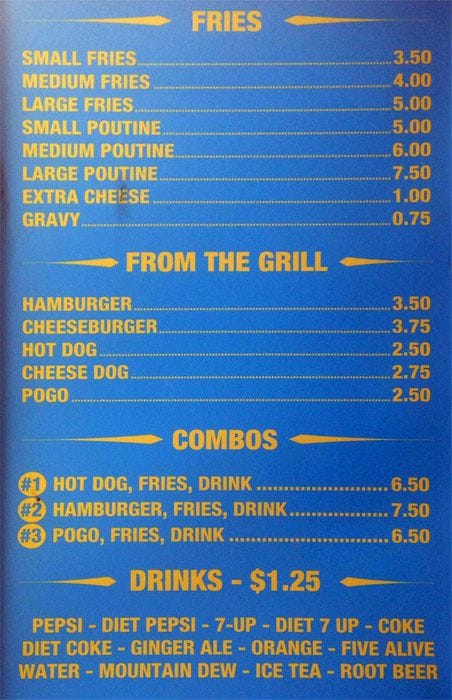 FRIES
SMALL FRIES 3.50
MEDIUM FRIES 4.00
LARGE FRIES 5.00
SMALL POUTINE 5.00
MEDIUM POUTINE 6.00
LARGE POUTINE 7.50
EXTRA CHEESE 1.00
GRAVY 0.75
FROM THE GRILL
HAMBURGER 3.50
CHEESEBURGER 3.75
HOT DOG 2.50
CHEESE DOG 2.75
POGO 2.50
COMBOS
#1 HOT DOG, FRIES, DRINK 6.50
#2 HAMBURGER, FRIES, DRINK 7.50
#3 POGO, FRIES, DRINK 6.50
DRINKS - $1.25
PEPSI - DIET PEPSI - 7-UP - DIET 7 UP - COKE
DIET COKE - GINGER ALE - ORANGE - FIVE ALIVE
WATER - MOUNTAIN DEW - ICE TEA - ROOT BEER